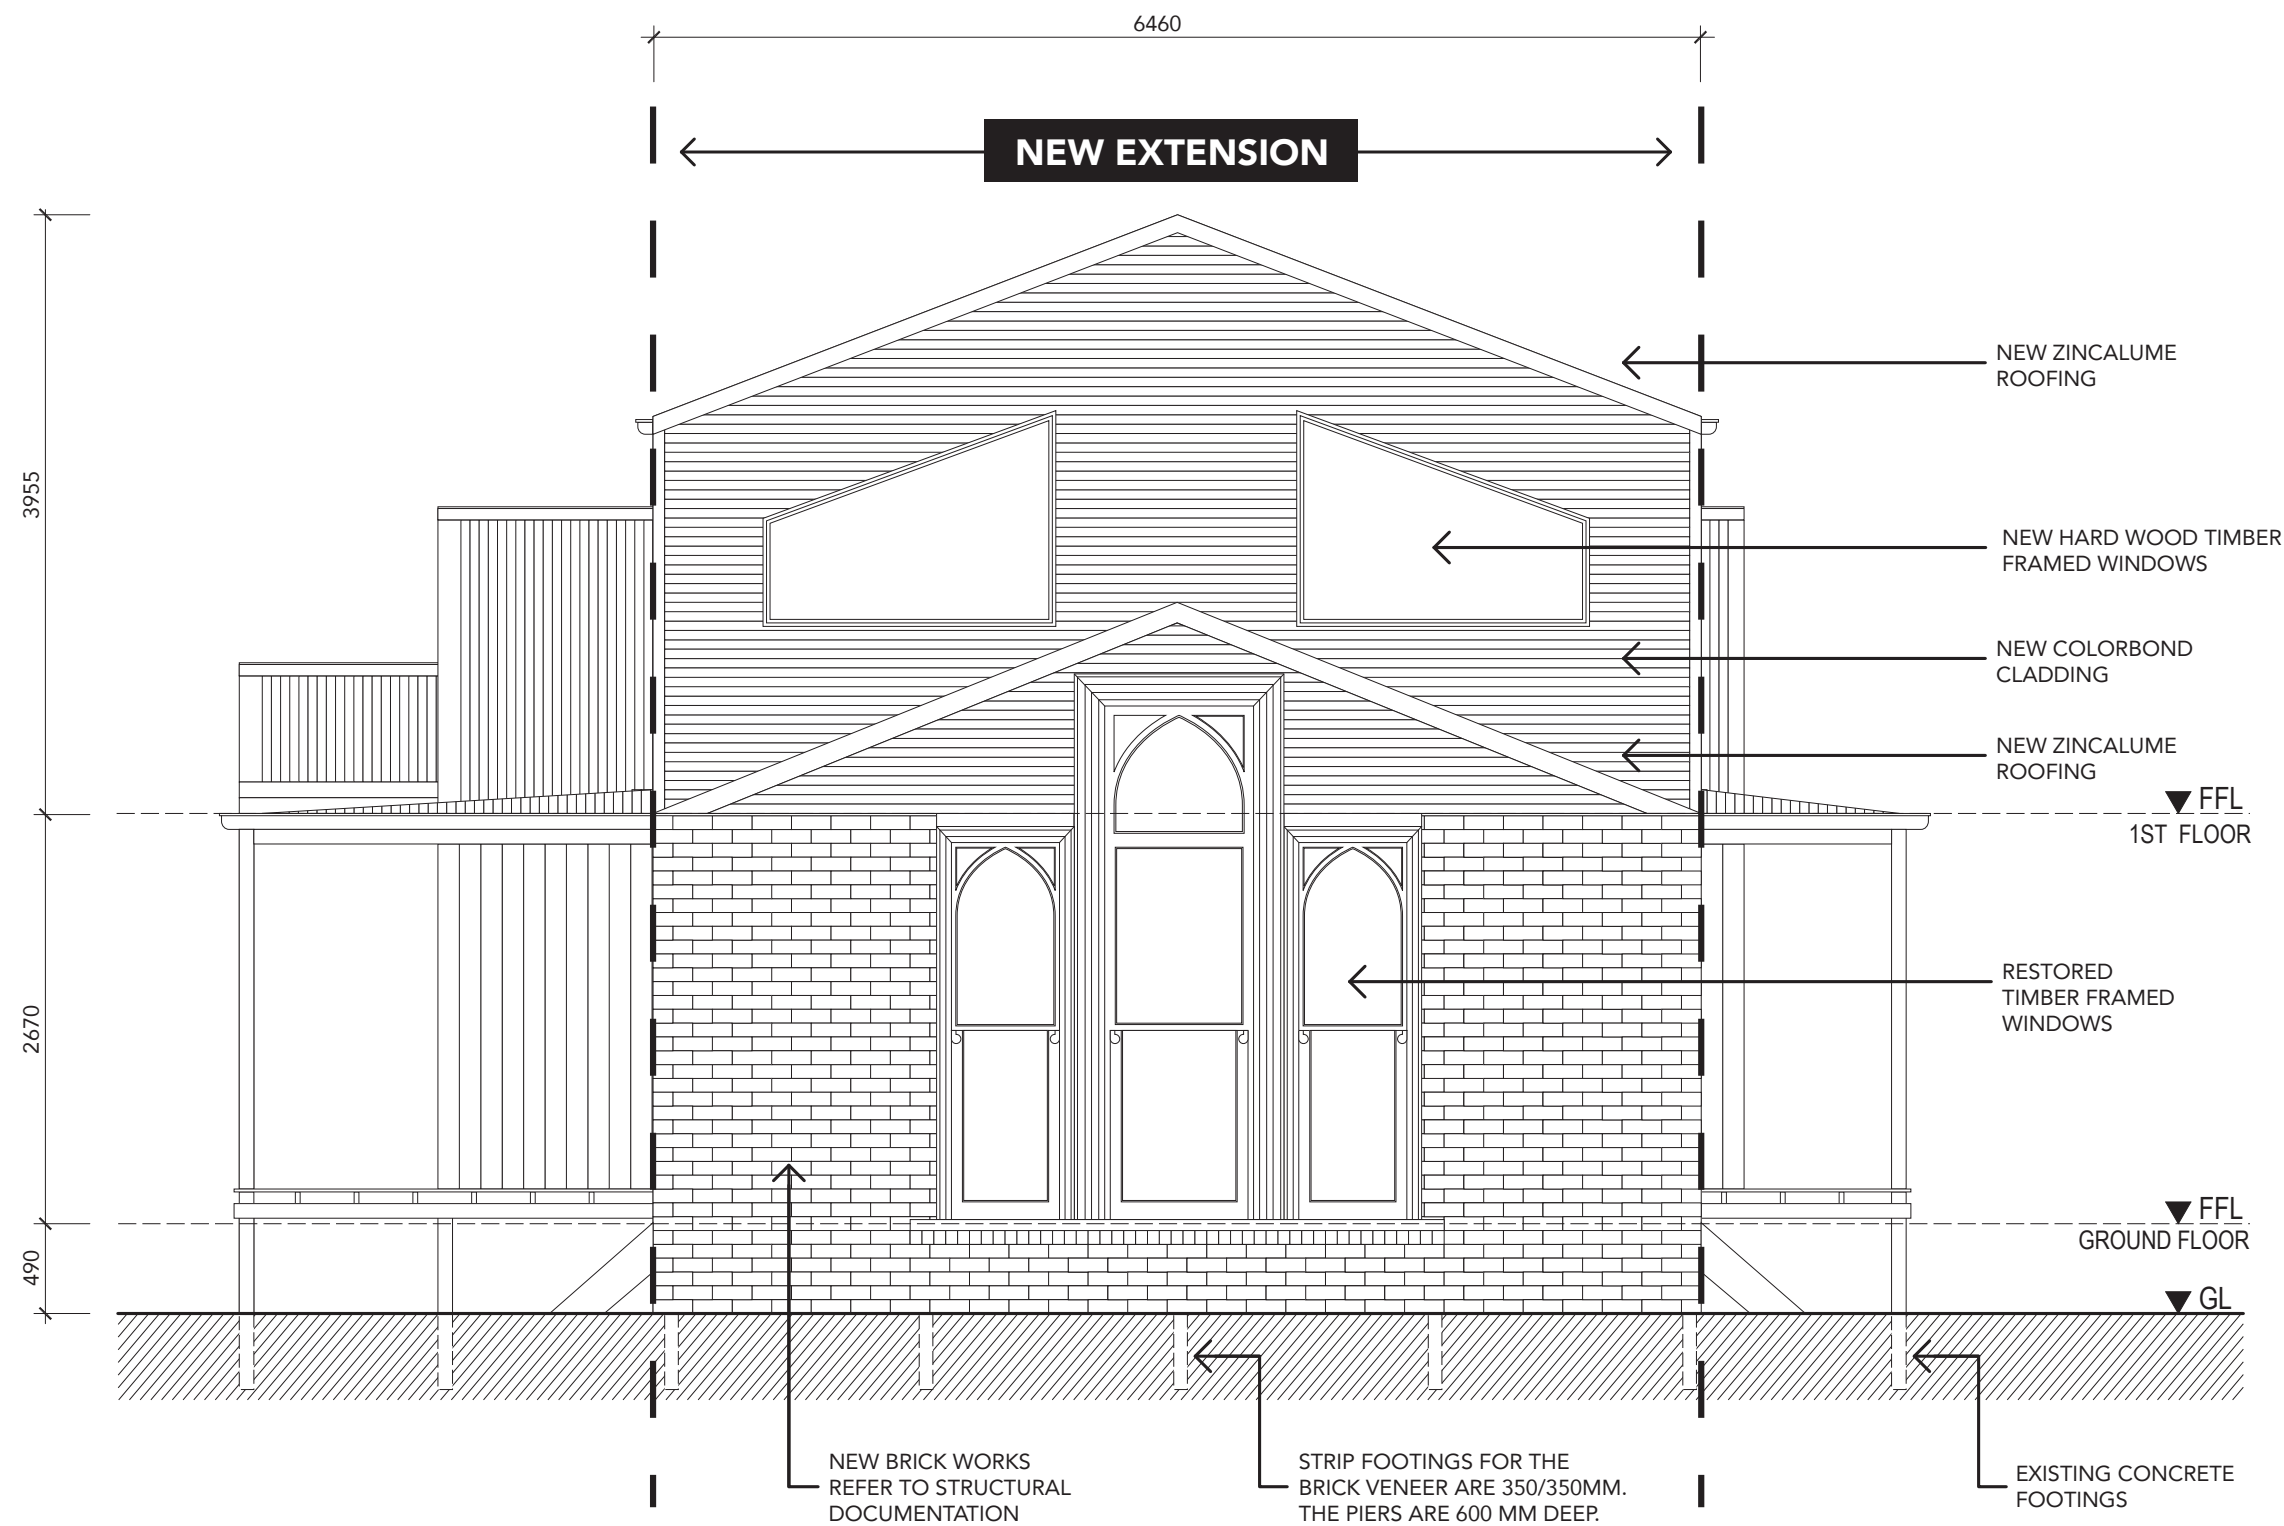 6460
NEW EXTENSION
3955
NEW ZINCALUME
ROOFING
NEW HARD WOOD TIMBER
FRAMED WINDOWS
NEW COLORBOND
CLADDING
NEW ZINCALUME
ROOFING
FFL
1ST FLOOR
2670
RESTORED
TIMBER FRAMED
WINDOWS
FFL
GROUND FLOOR
490
GL
NEW BRICK WORKS
REFER TO STRUCTURAL
DOCUMENTATION
STRIP FOOTINGS FOR THE
BRICK VENEER ARE 350/350MM.
THE PIERS ARE 600 MM DEEP.
EXISTING CONCRETE
FOOTINGS